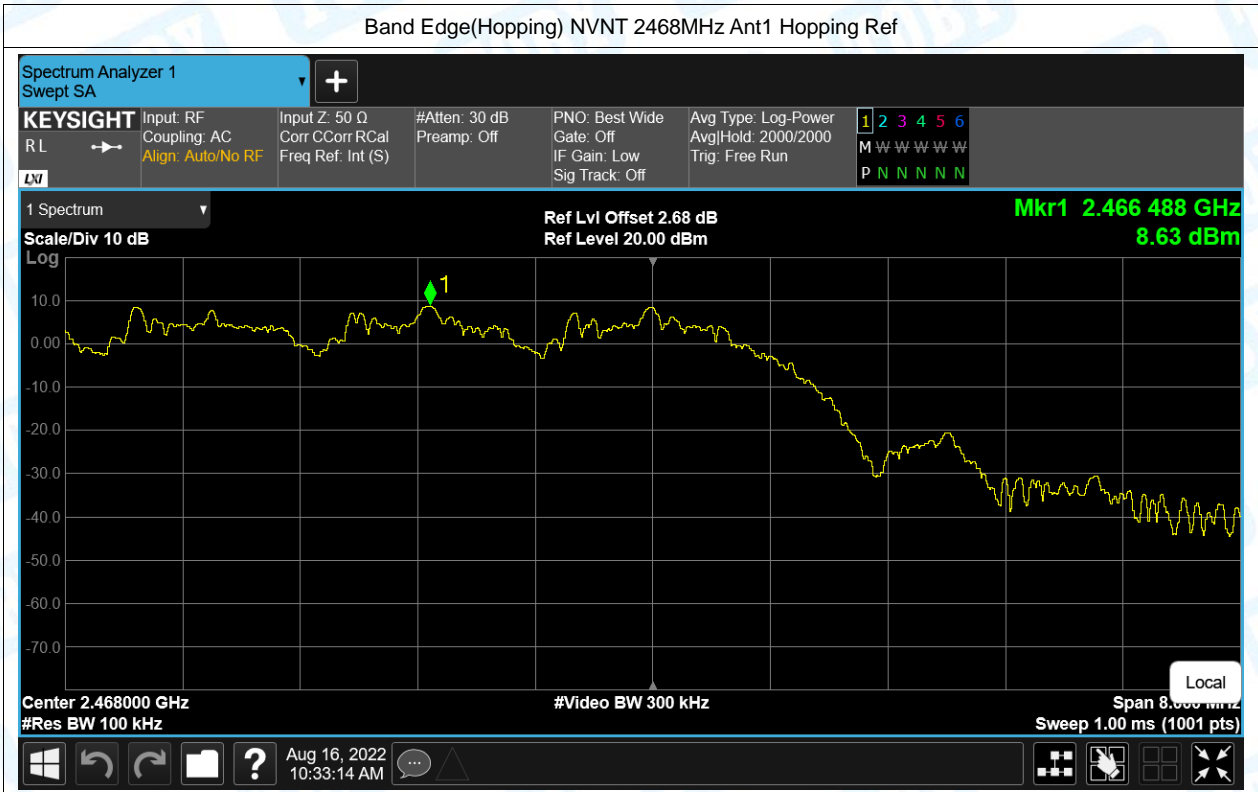 Band Edge(Hopping) NVNT 2468MHz Ant1 Hopping Ref
Spectrum Analyzer 1
Swept SA
KEYSIGHT
R L
LXI
Input: RF
Coupling: AC
Align: Auto/No RF
Input Z: 50 Ω
Corr CCorr RCal
Freq Ref: Int (S)
#Atten: 30 dB
Preamp: Off
PNO: Best Wide
Gate: Off
IF Gain: Low
Sig Track: Off
Avg Type: Log-Power
Avg|Hold: 2000/2000
Trig: Free Run
1 2 3 4 5 6
M W W W W W
P N N N N N
1 Spectrum
Scale/Div 10 dB
Ref Lvl Offset 2.68 dB
Ref Level 20.00 dBm
Mkr1 2.466 488 GHz
8.63 dBm
Log
1
10.0
0.00
-10.0
-20.0
-30.0
-40.0
-50.0
-60.0
-70.0
Local
Center 2.468000 GHz
#Video BW 300 kHz
Span 8.000 MHz
#Res BW 100 kHz
Sweep 1.00 ms (1001 pts)
?
Aug 16, 2022
10:33:14 AM